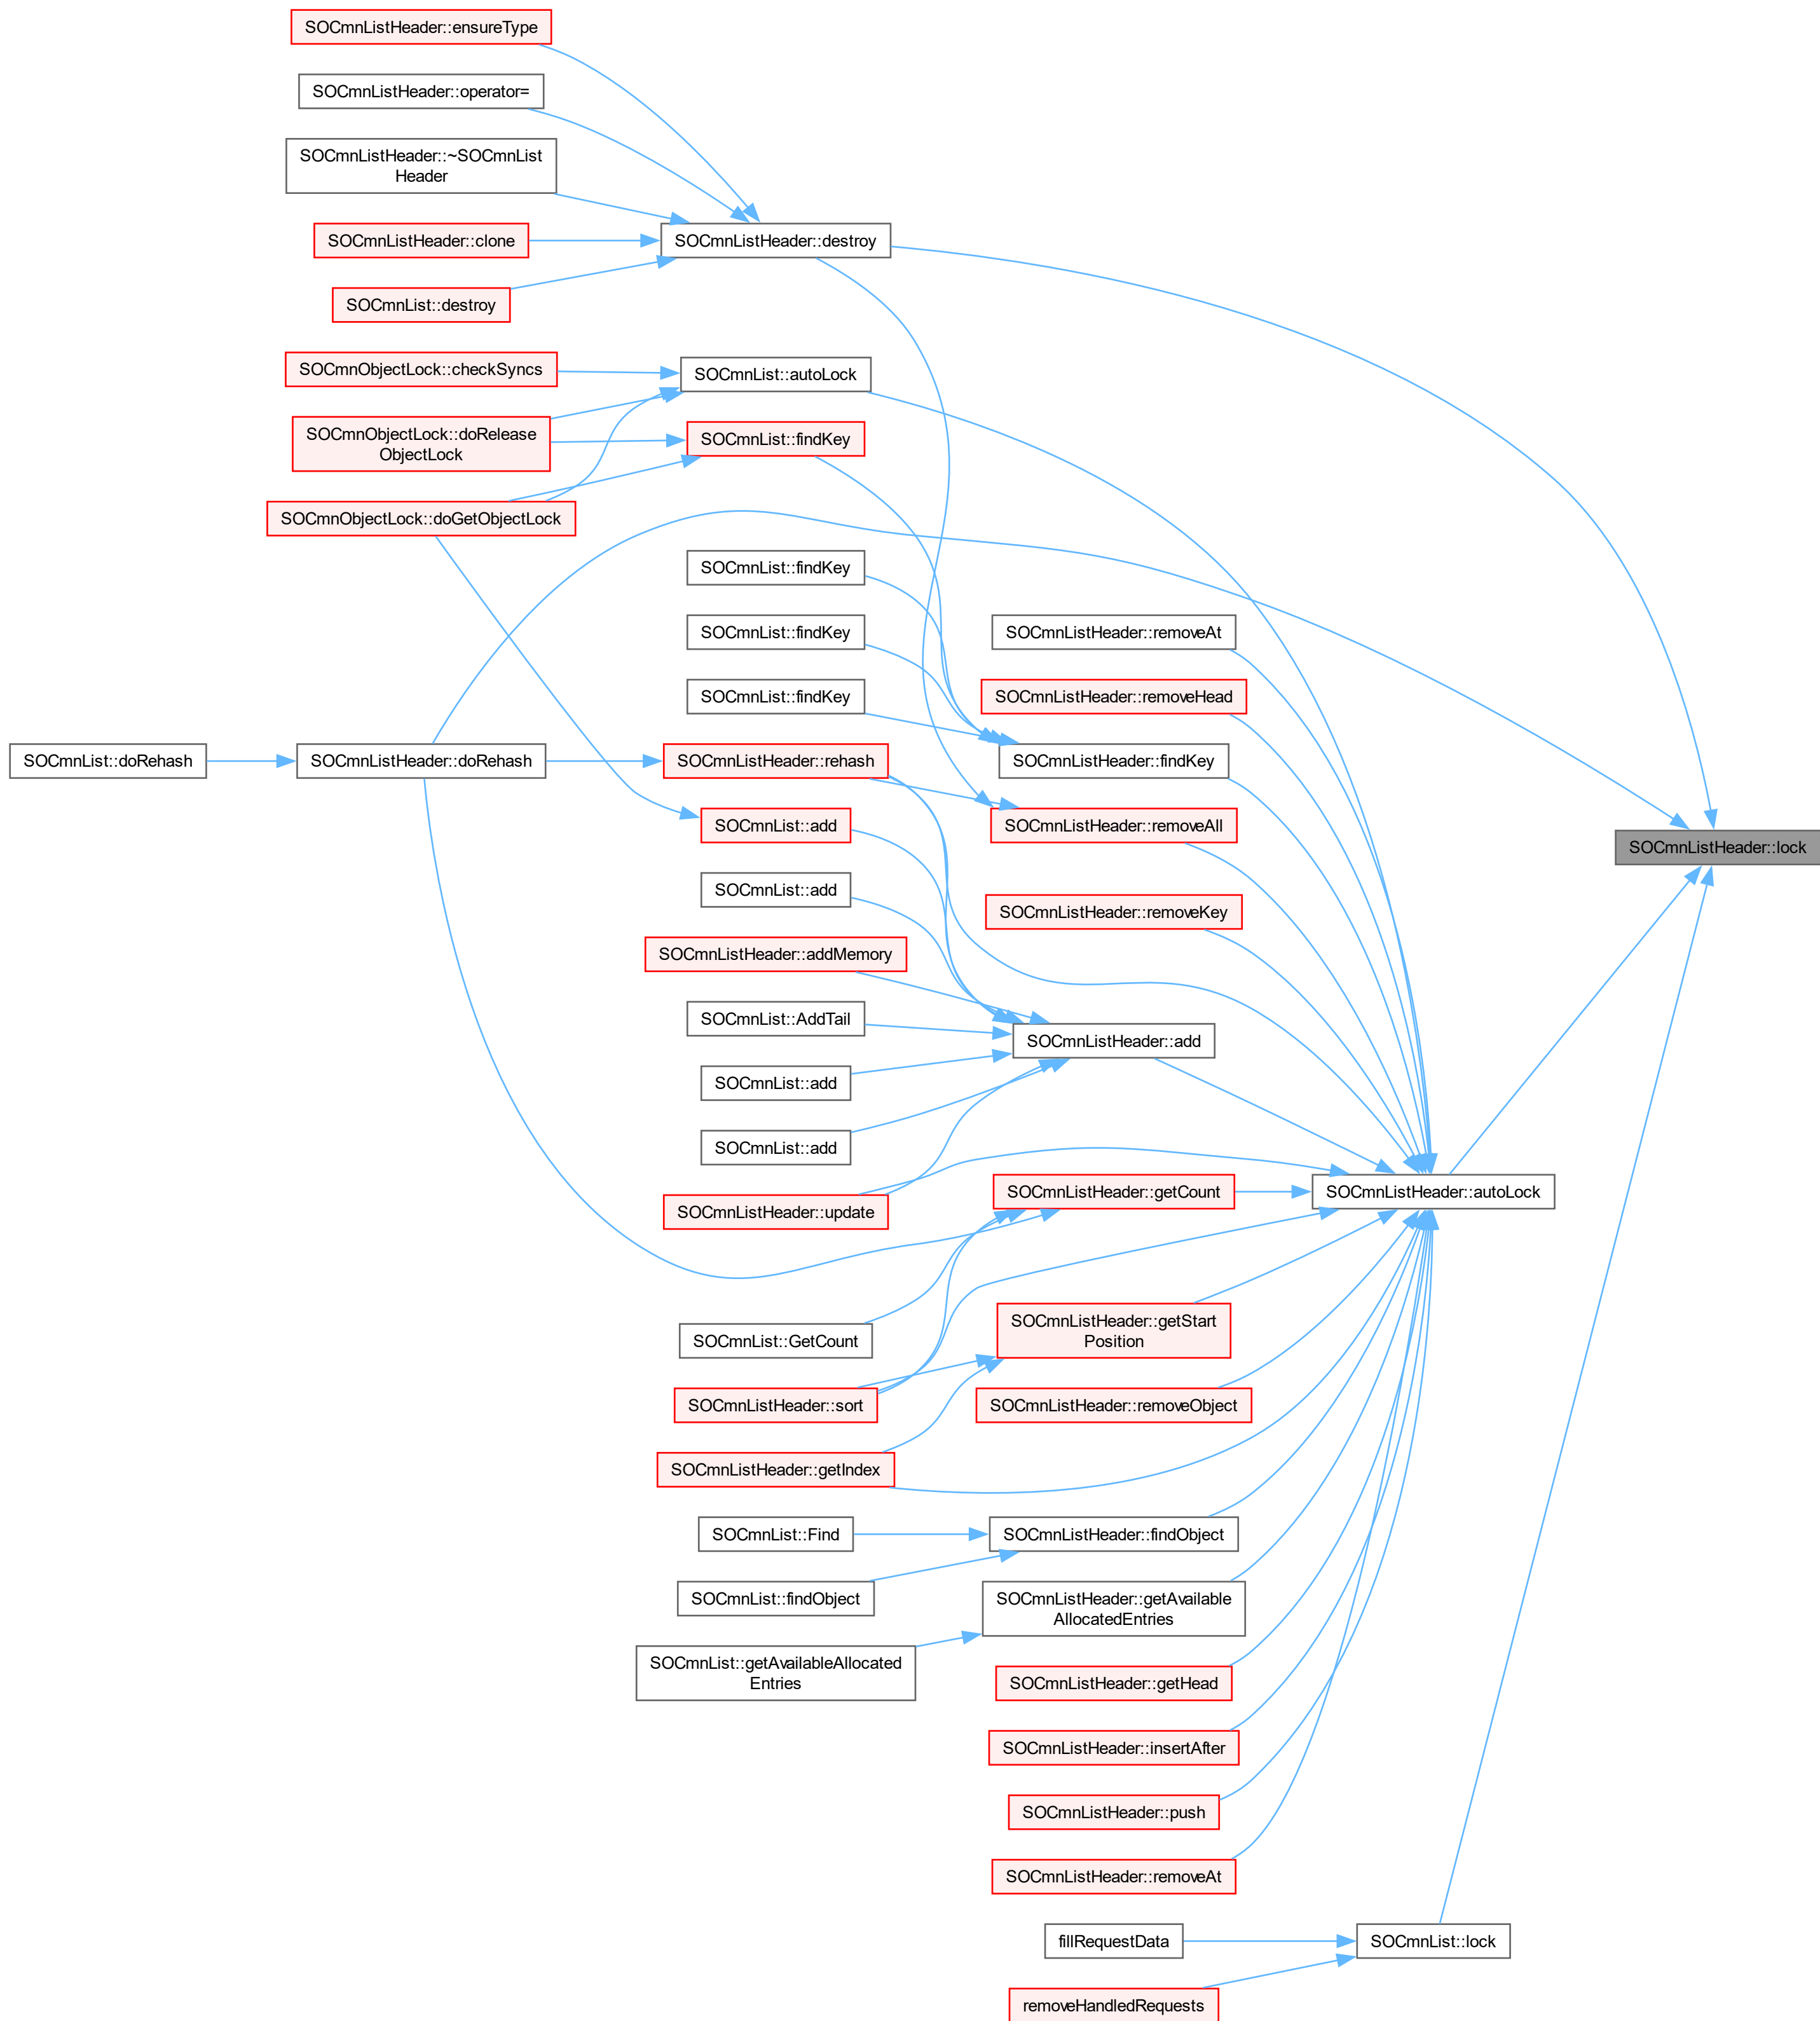 SOCmnListHeader::ensureType
SOCmnListHeader::operator=
SOCmnListHeader::~SOCmnList
Header
SOCmnListHeader::clone
SOCmnListHeader::destroy
SOCmnList::destroy
SOCmnObjectLock::checkSyncs
SOCmnList::autoLock
SOCmnObjectLock::doRelease
ObjectLock
SOCmnList::findKey
SOCmnObjectLock::doGetObjectLock
SOCmnList::findKey
SOCmnList::findKey
SOCmnListHeader::removeAt
SOCmnList::findKey
SOCmnListHeader::removeHead
SOCmnList::doRehash
SOCmnListHeader::doRehash
SOCmnListHeader::rehash
SOCmnListHeader::findKey
SOCmnList::add
SOCmnListHeader::removeAll
SOCmnListHeader::lock
SOCmnList::add
SOCmnListHeader::removeKey
SOCmnListHeader::addMemory
SOCmnList::AddTail
SOCmnListHeader::add
SOCmnList::add
SOCmnList::add
SOCmnListHeader::update
SOCmnListHeader::getCount
SOCmnListHeader::autoLock
SOCmnList::GetCount
SOCmnListHeader::getStart
Position
SOCmnListHeader::sort
SOCmnListHeader::removeObject
SOCmnListHeader::getIndex
SOCmnList::Find
SOCmnListHeader::findObject
SOCmnList::findObject
SOCmnListHeader::getAvailable
AllocatedEntries
SOCmnList::getAvailableAllocated
Entries
SOCmnListHeader::getHead
SOCmnListHeader::insertAfter
SOCmnListHeader::push
SOCmnListHeader::removeAt
fillRequestData
SOCmnList::lock
removeHandledRequests